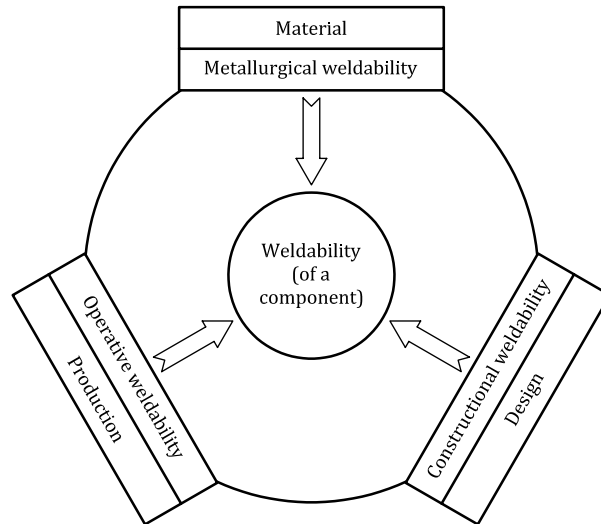 Material
Metallurgical weldability
Weldability
(of a
component)
Operative weldability
Production
Constructional weldability
Design